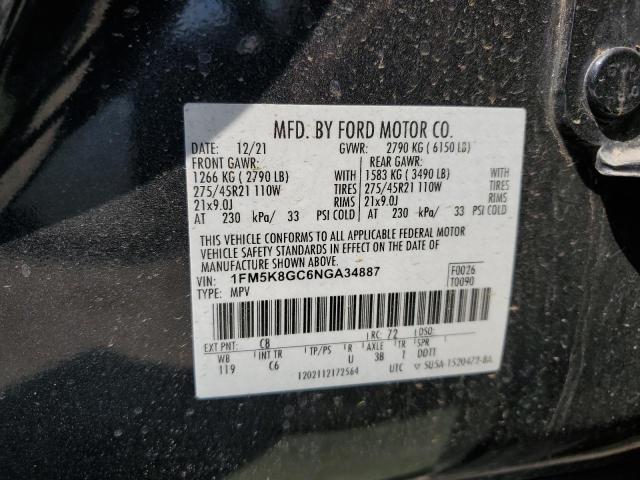 MFD. BY FORD MOTOR CO.
DATE: 12/21 GVWR: 2790 KG ( 6150 LB)
FRONT GAWR: REAR GAWR:
1266 KG ( 2790 LB) WITH 1583 KG ( 3490 LB) WITH
275/45R21 110W TIRES 275/45R21 110W TIRES
21x9.0J RIMS 21x9.0J RIMS
AT 230 kPa/ 33 PSI COLD AT 230 kPa/ 33 PSI COLD
THIS VEHICLE CONFORMS TO ALL APPLICABLE FEDERAL MOTOR
VEHICLE SAFETY STANDARDS IN EFFECT ON THE DATE OF
MANUFACTURE SHOWN ABOVE.
VIN: 1FM5K8GC6NGA34887 F0026
TYPE: MPV T0090
EXT PNT: C8 RC: 72 DSO:
WB INT TR TP/PS R AXLE TR SPR
119 C6 U 3B T DDTT
1202112172564 UTC 5U5A-1520472-BA